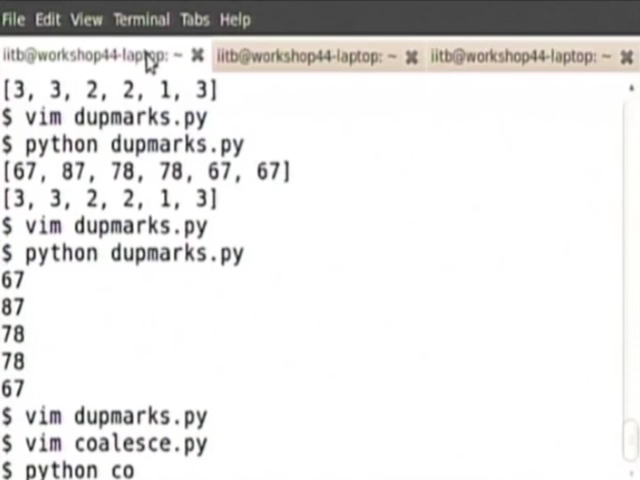 File Edit View Terminal Tabs Help
iitb@workshop44-laptop: ~ ✖ iitb@workshop44-laptop: ~ ✖ iitb@workshop44-laptop: ~ ✖
[3, 3, 2, 2, 1, 3]
$ vim dupmarks.py
$ python dupmarks.py
[67, 87, 78, 78, 67, 67]
[3, 3, 2, 2, 1, 3]
$ vim dupmarks.py
$ python dupmarks.py
67
87
78
78
67
$ vim dupmarks.py
$ vim coalesce.py
$ python co